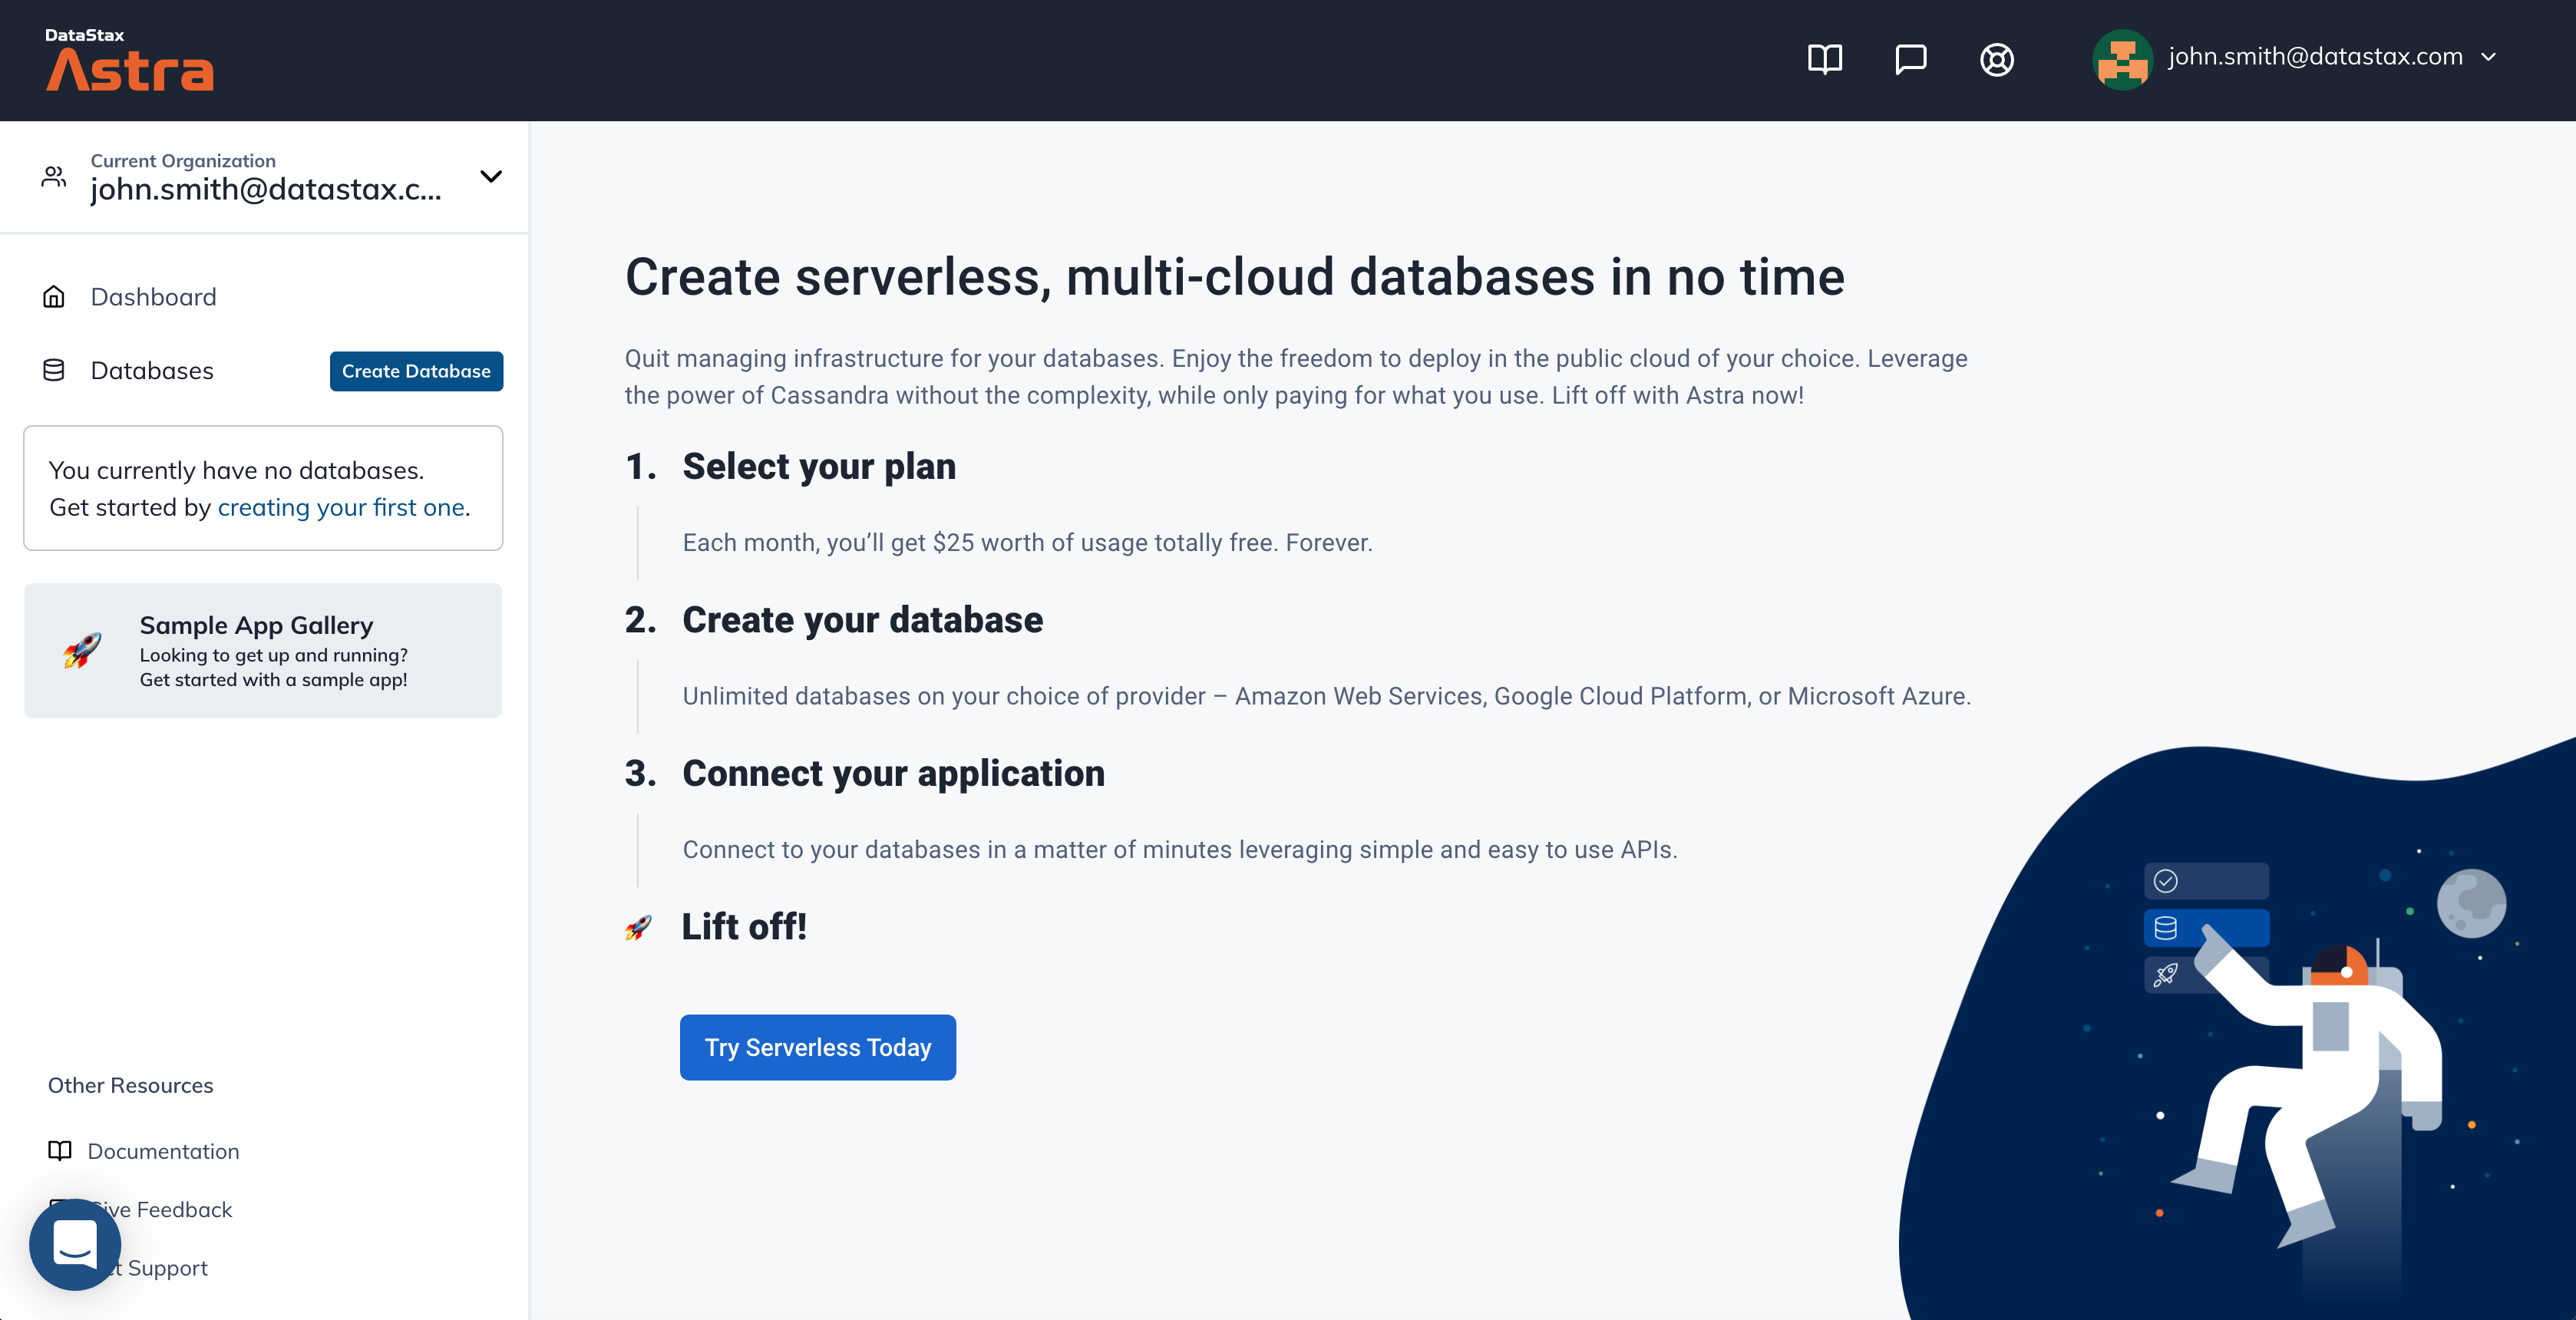 DataStax
Astra
john.smith@datastax.com
Current Organization
john.smith@datastax.c...
Dashboard
Databases
Create Database
You currently have no databases.
Get started by creating your first one.
Sample App Gallery
Looking to get up and running?
Get started with a sample app!
Other Resources
Documentation
Feedback
Support
Create serverless, multi-cloud databases in no time
Quit managing infrastructure for your databases. Enjoy the freedom to deploy in the public cloud of your choice. Leverage
the power of Cassandra without the complexity, while only paying for what you use. Lift off with Astra now!
1. Select your plan
Each month, you’ll get $25 worth of usage totally free. Forever.
2. Create your database
Unlimited databases on your choice of provider – Amazon Web Services, Google Cloud Platform, or Microsoft Azure.
3. Connect your application
Connect to your databases in a matter of minutes leveraging simple and easy to use APIs.
🚀 Lift off!
Try Serverless Today